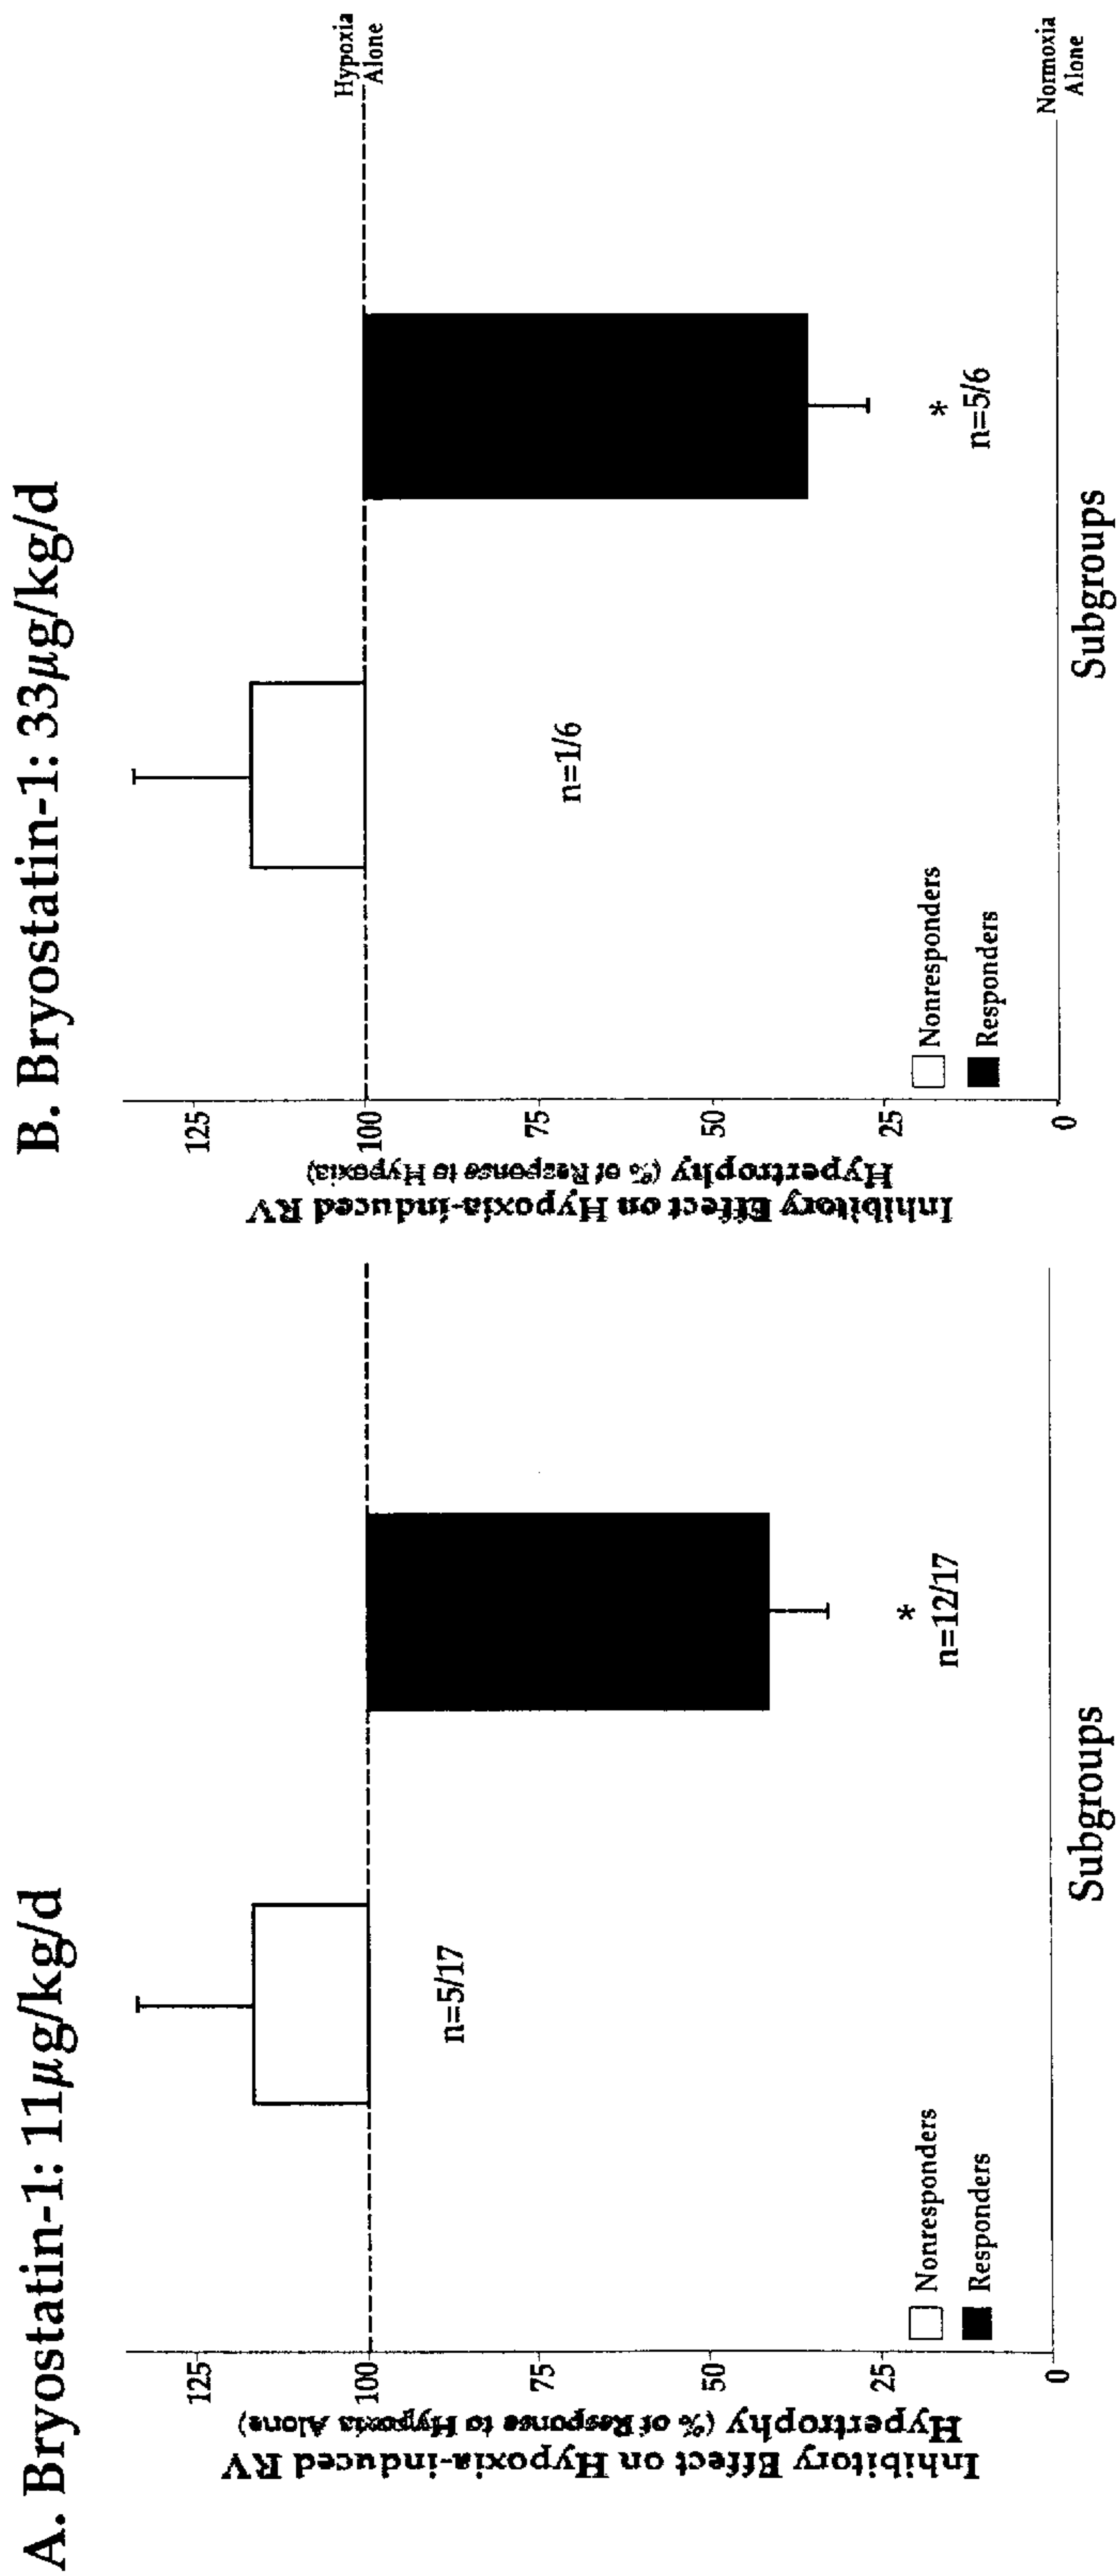 A. Bryostatin-1: 11µg/kg/d
Inhibitory Effect on Hypoxia-induced RV
Hypertrophy (% of Response to Hypoxia Alone)
125
100
75
50
25
0
n=5/17
*
n=12/17
Nonresponders
Responders
Subgroups
B. Bryostatin-1: 33µg/kg/d
Inhibitory Effect on Hypoxia-induced RV
Hypertrophy (% of Response to Hypoxia)
125
100
75
50
25
0
Hypoxia
Alone
n=1/6
*
n=5/6
Nonresponders
Responders
Normoxia
Alone
Subgroups